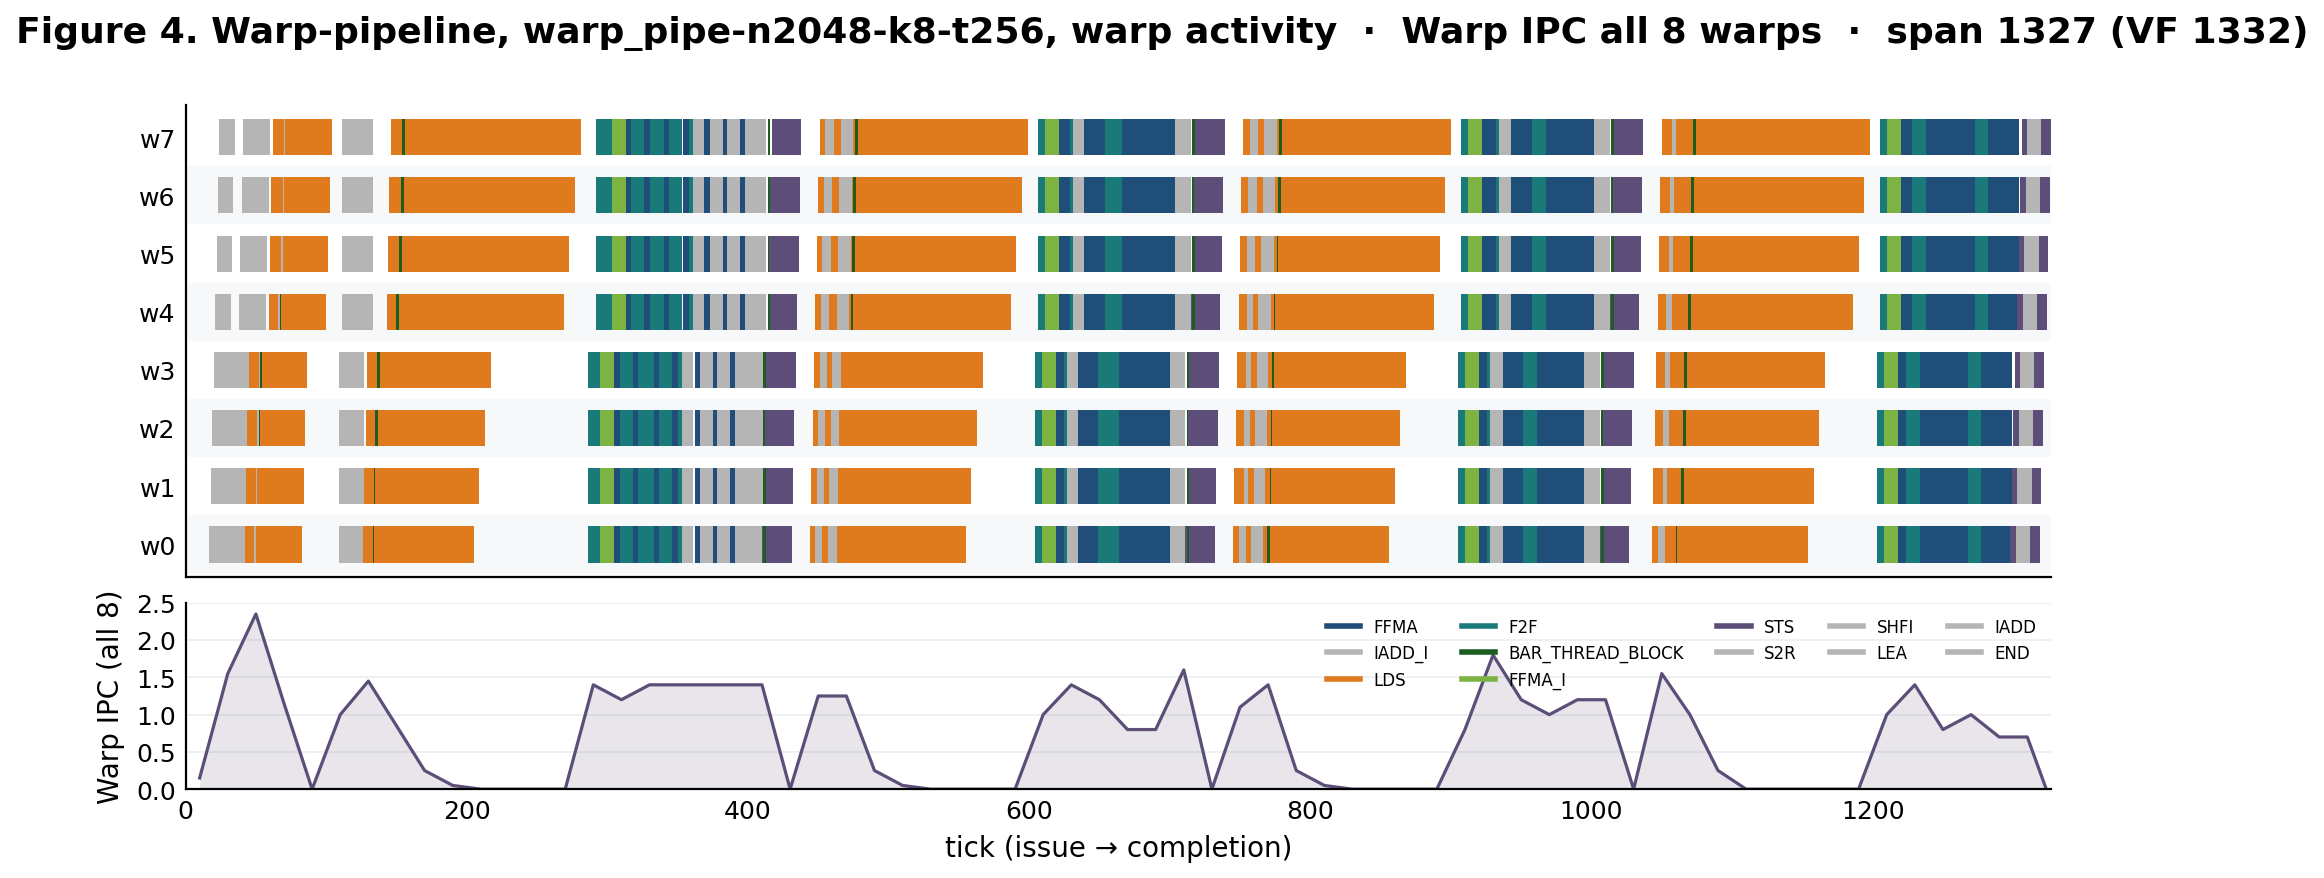 Figure 4. Warp-pipeline, warp_pipe-n2048-k8-t256, warp activity · Warp IPC all 8 warps · span 1327 (VF 1332)
w7
w6
w5
w4
w3
w2
w1
w0
Warp IPC (all 8)
2.5
2.0
1.5
1.0
0.5
0.0
FFMA F2F STS SHFI IADD
IADD_I BAR_THREAD_BLOCK S2R LEA END
LDS FFMA_I
0 200 400 600 800 1000 1200
tick (issue → completion)